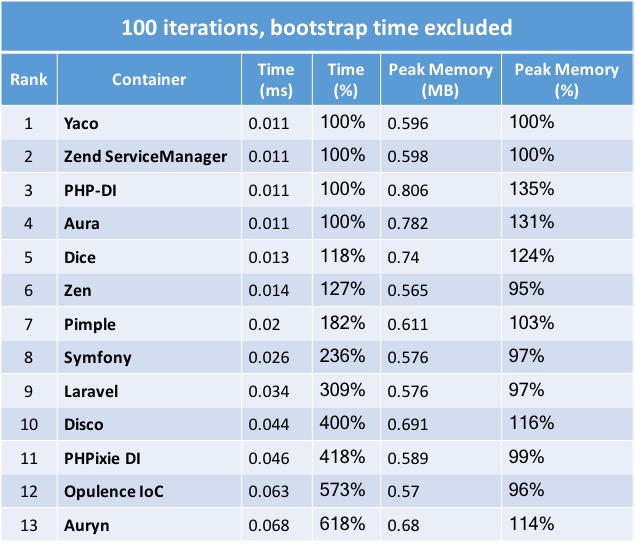 100 iterations, bootstrap time excluded
Rank Container Time (ms) Time (%) Peak Memory (MB) Peak Memory (%)
1 Yaco 0.011 100% 0.596 100%
2 Zend ServiceManager 0.011 100% 0.598 100%
3 PHP-DI 0.011 100% 0.806 135%
4 Aura 0.011 100% 0.782 131%
5 Dice 0.013 118% 0.74 124%
6 Zen 0.014 127% 0.565 95%
7 Pimple 0.02 182% 0.611 103%
8 Symfony 0.026 236% 0.576 97%
9 Laravel 0.034 309% 0.576 97%
10 Disco 0.044 400% 0.691 116%
11 PHPixie DI 0.046 418% 0.589 99%
12 Opulence IoC 0.063 573% 0.57 96%
13 Auryn 0.068 618% 0.68 114%